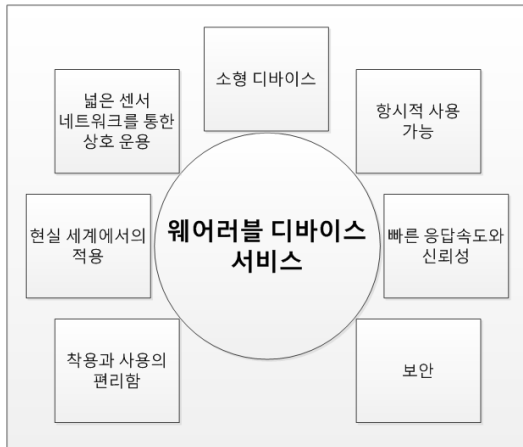 소형 디바이스
넓은 센서
네트워크를 통한
상호 운용
항시적 사용
가능
웨어러블 디바이스
서비스
현실 세계에서의
적용
빠른 응답속도와
신뢰성
착용과 사용의
편리함
보안